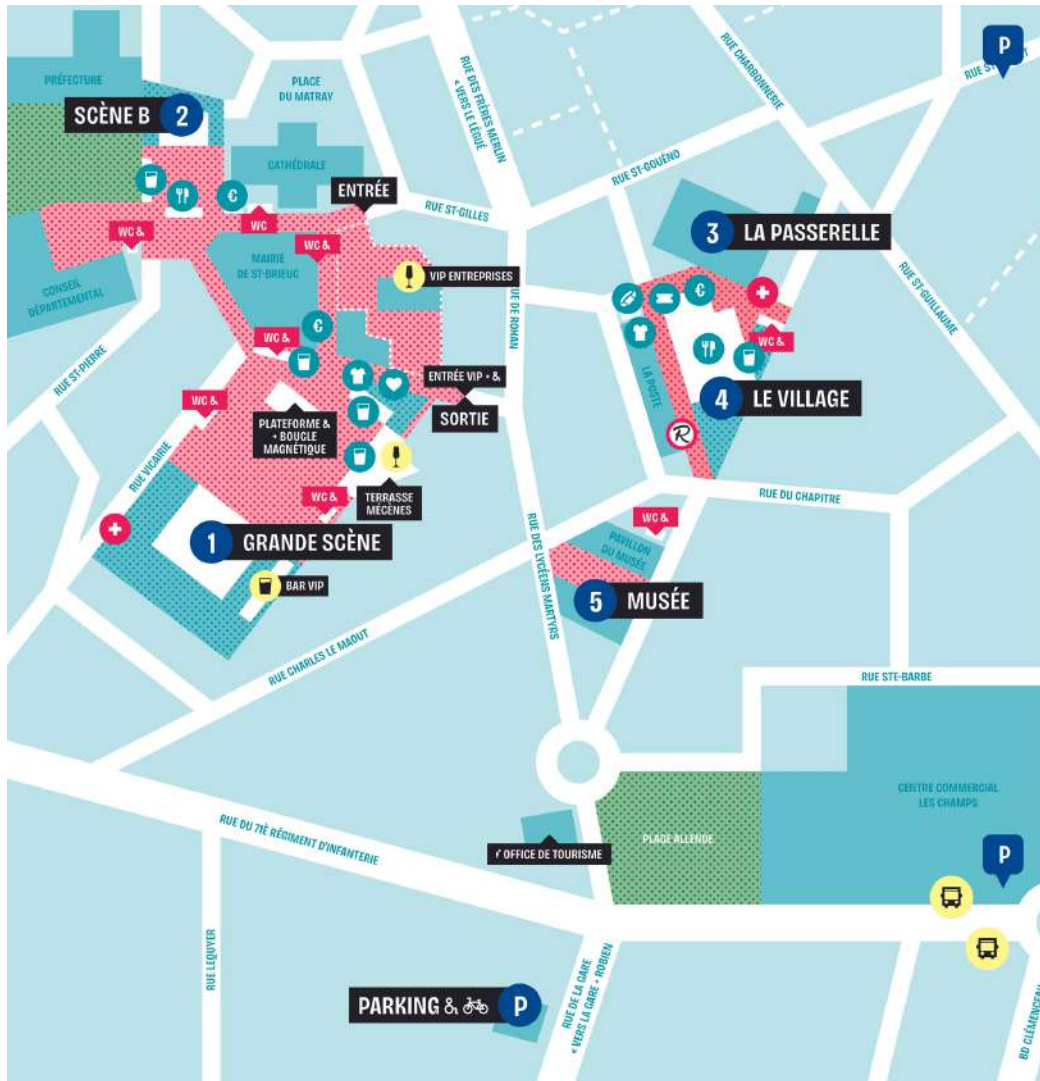 PRÉFECTURE
SCÈNE B 2
PLACE
DU MATRAY
CATHÉDRALE
RUE DES FRÈRES MERLIN
« VERS LE LÉGUÉ
RUE CHARBONNERIE
P
RUE ST-GOUÉNO
ENTRÉE
RUE ST-GILLES
€
WC
WC &
WC &
3 LA PASSERELLE
MAIRIE
DE ST-BRIEUC
VIP ENTREPRISES
CONSEIL
DÉPARTEMENTAL
RUE DE ROHAN
RUE ST-GUILLAUME
€
+
€
WC &
WC &
RUE ST-PIERRE
ENTRÉE VIP + &
SORTIE
LA POSTE
4 LE VILLAGE
WC &
PLATEFORME &
+ BOUCLE
MAGNÉTIQUE
R
RUE VICAIRIE
TERRASSE
MÉCÈNES
WC &
RUE DU CHAPITRE
+
1 GRANDE SCÈNE
WC &
PAVILLON
DU MUSÉE
RUE DES LYCÉENS MARTYRS
BAR VIP
5 MUSÉE
RUE CHARLES LE MAOUT
RUE STE-BARBE
CENTRE COMMERCIAL
LES CHAMPS
RUE DU 71È RÉGIMENT D'INFANTERIE
PLACE ALLENDE
OFFICE DE TOURISME
P
RUE LEQUYER
RUE DE LA GARE
« VERS LA GARE + ROBIEN
PARKING & P
BD CLÉMENCEAU